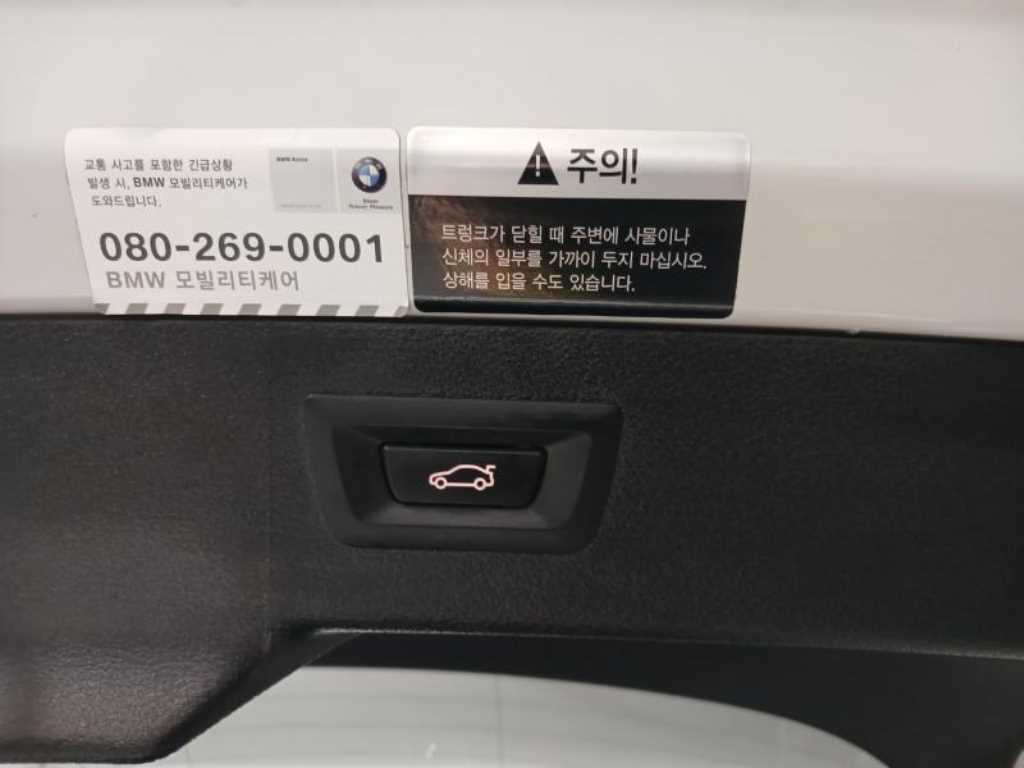 교통 사고를 포함한 긴급상황
발생 시, BMW 모빌리티케어가
도와드립니다.
BMW Korea
080-269-0001
BMW 모빌리티케어
주의!
트렁크가 닫힐 때 주변에 사물이나
신체의 일부를 가까이 두지 마십시오.
상해를 입을 수도 있습니다.